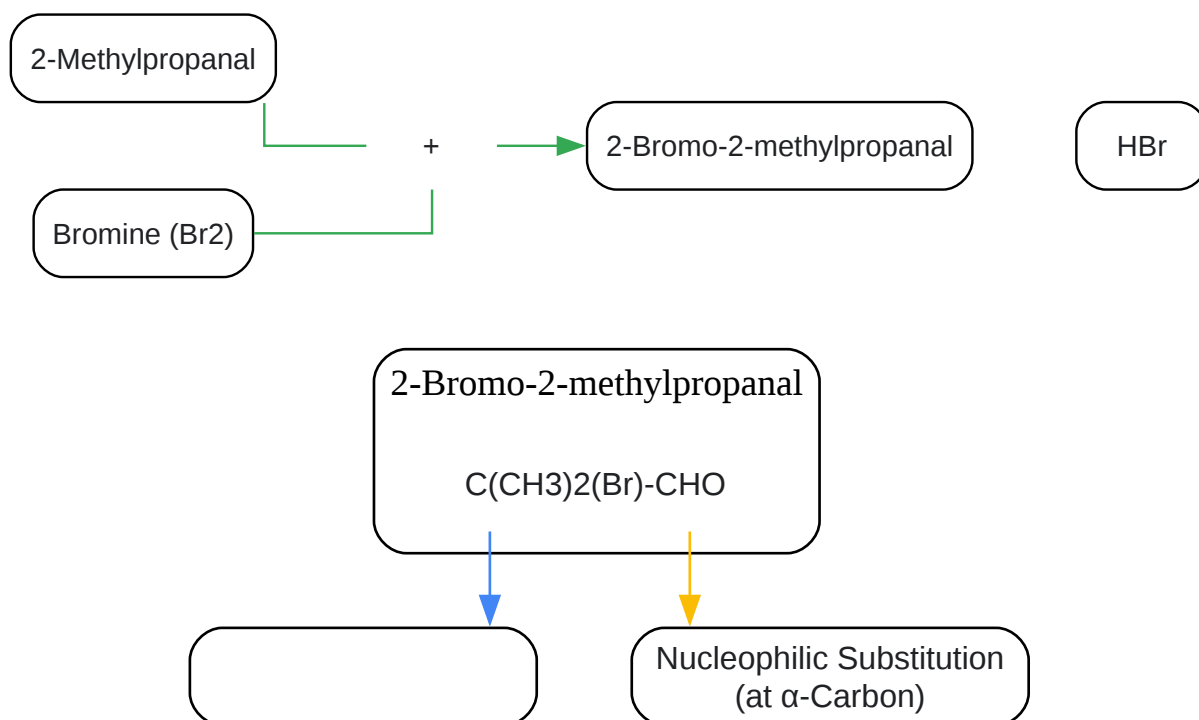 2-Methylpropanal
+
2-Bromo-2-methylpropanal
HBr
Bromine (Br2)
2-Bromo-2-methylpropanal
C(CH3)2(Br)-CHO
Nucleophilic Substitution
(at α-Carbon)